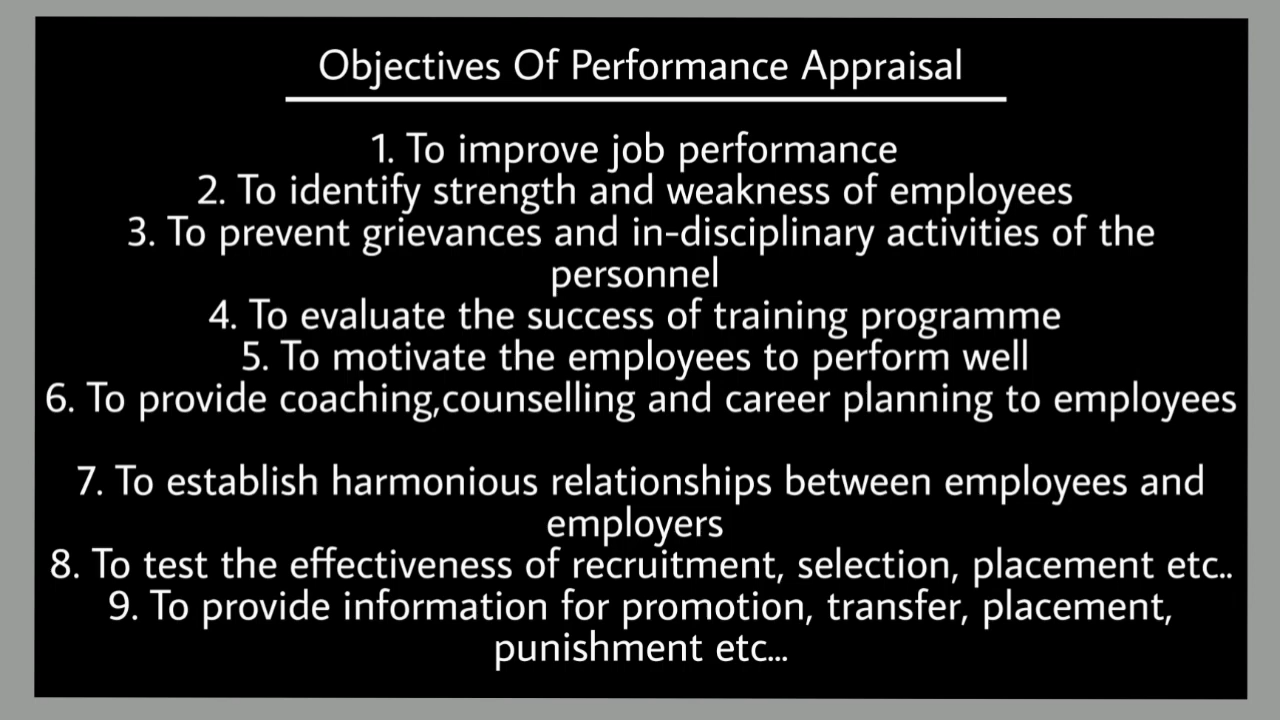 Objectives Of Performance Appraisal
1. To improve job performance
2. To identify strength and weakness of employees
3. To prevent grievances and in-disciplinary activities of the
personnel
4. To evaluate the success of training programme
5. To motivate the employees to perform well
6. To provide coaching,counselling and career planning to employees
7. To establish harmonious relationships between employees and
employers
8. To test the effectiveness of recruitment, selection, placement etc..
9. To provide information for promotion, transfer, placement,
punishment etc...